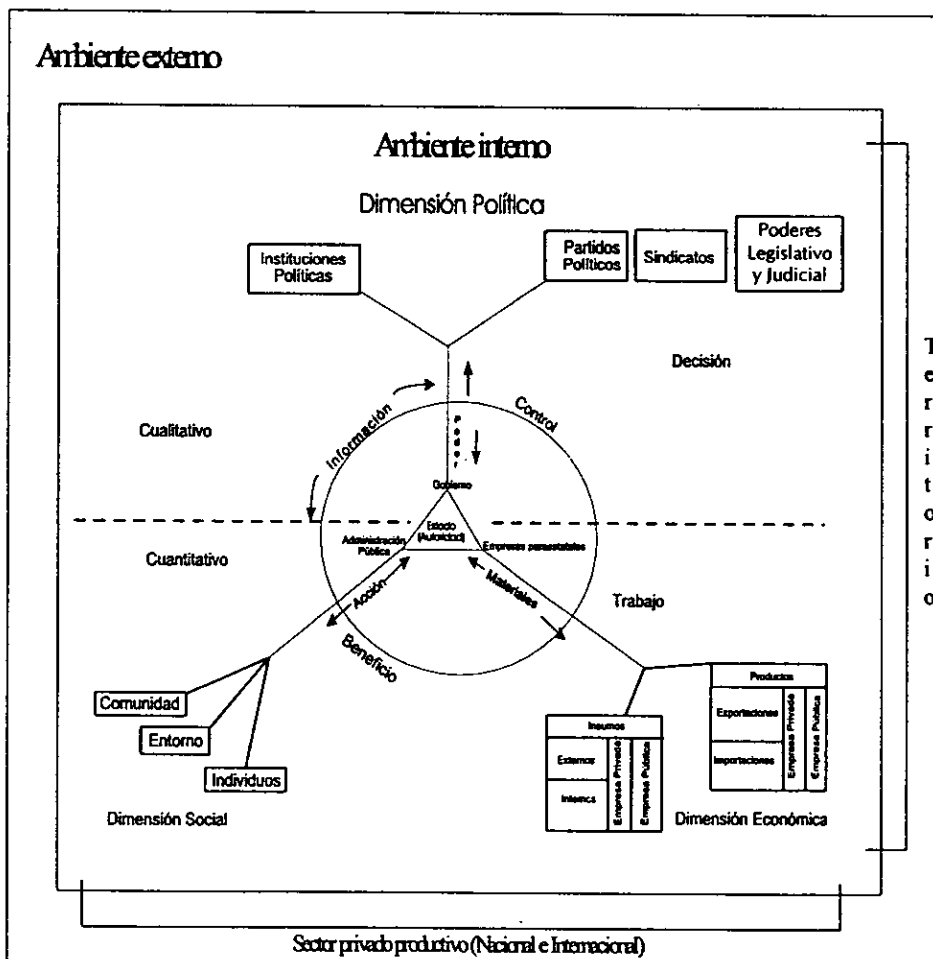 Ambiente externo
Ambiente interno
Dimensión Política
Instituciones
Políticas
Partidos
Políticos
Sindicatos
Poderes
Legislativo
y Judicial
Decisión
Territorio
Cualitativo
Información
Control
Poder
Gobierno
Estado
(Autoridad)
Administración
Pública
Empresas paraestatales
Cuantitativo
Acción
Materiales
Trabajo
Beneficio
Comunidad
Entorno
Individuos
Dimensión Social
Insumos
Externos
Internos
Empresa Privada
Empresa Pública
Productos
Exportaciones
Importaciones
Empresa Privada
Empresa Pública
Dimensión Económica
Sector privado productivo (Nacional e Internacional)